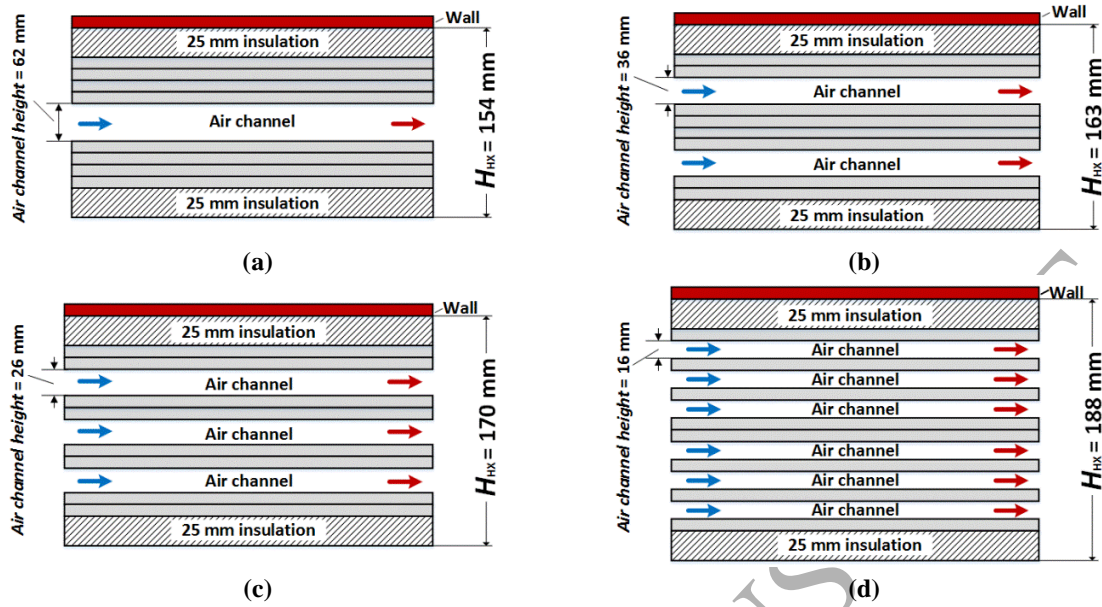 Wall
25 mm insulation
Air channel height = 62 mm
Air channel
25 mm insulation
HHX = 154 mm
(a)
Wall
25 mm insulation
Air channel height = 36 mm
Air channel
Air channel
25 mm insulation
HHX = 163 mm
(b)
Wall
25 mm insulation
Air channel height = 26 mm
Air channel
Air channel
Air channel
25 mm insulation
HHX = 170 mm
(c)
Wall
25 mm insulation
Air channel height = 16 mm
Air channel
Air channel
Air channel
Air channel
Air channel
Air channel
25 mm insulation
HHX = 188 mm
(d)